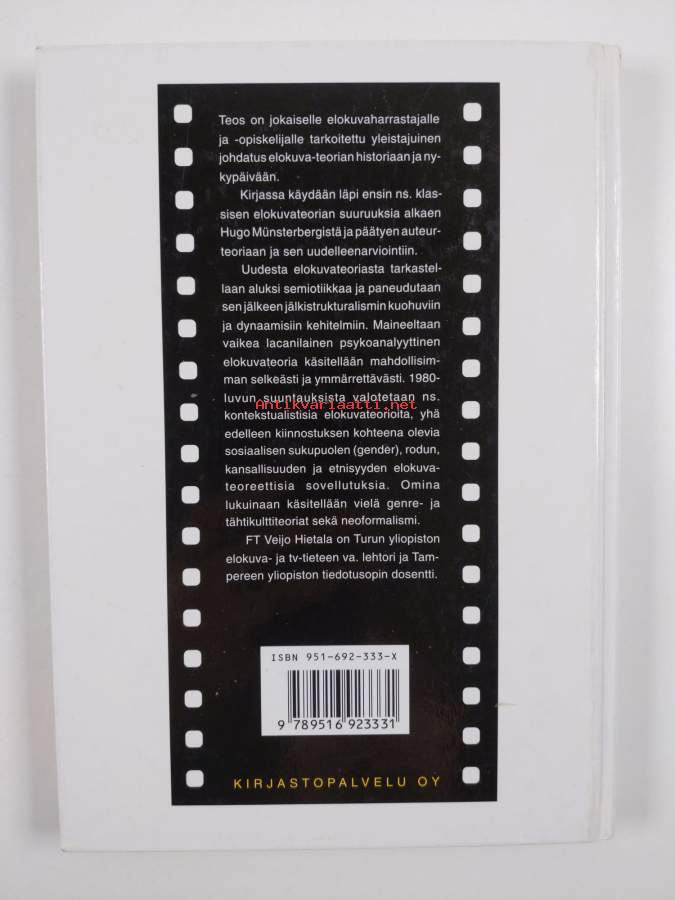 Teos on jokaiselle elokuvaharrastajalle
ja -opiskelijalle tarkoitettu yleistajuinen
johdatus elokuva-teorian historiaan ja ny-
kypäivään.
Kirjassa käydään läpi ensin ns. klas-
sisen elokuvateorian suuruuksia alkaen
Hugo Münsterbergistä ja päätyen auteur-
teoriaan ja sen uudelleenarviointiin.
Uudesta elokuvateoriasta tarkastel-
laan aluksi semiotiikkaa ja paneudutaan
sen jälkeen jälkistrukturalismin kuohuviin
ja dynaamisiin kehitelmiin. Maineeltaan
vaikea lacanilainen psykoanalyyttinen
elokuvateoria käsitellään mahdollisim-
man selkeästi ja ymmärrettävästi. 1980-
luvun suuntauksista valotetaan ns.
Antikvariaatti.net
kontekstualistisia elokuvateorioita, yhä
edelleen kiinnostuksen kohteena olevia
sosiaalisen sukupuolen (gender), rodun,
kansallisuuden ja etnisyyden elokuva-
teoreettisia sovellutuksia. Omina
lukuinaan käsitellään vielä genre- ja
tähtikulttiteoriat sekä neoformalismi.
FT Veijo Hietala on Turun yliopiston
elokuva- ja tv-tieteen va. lehtori ja Tam-
pereen yliopiston tiedotusopin dosentti.
ISBN 951-692-333-X
9 789516 923331
KIRJASTOPALVELU OY